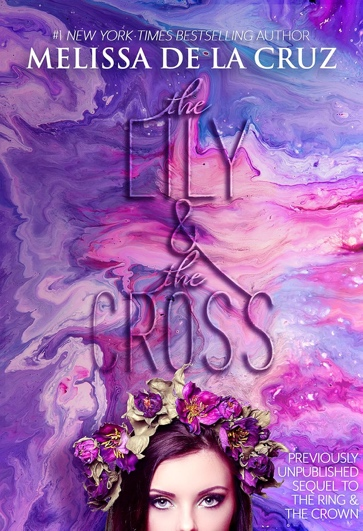 #1 NEW YORK-TIMES BESTSELLING AUTHOR
MELISSA DE LA CRUZ
the
LILY
&
the
CROSS
PREVIOUSLY
UNPUBLISHED
SEQUEL TO
THE RING &
THE CROWN